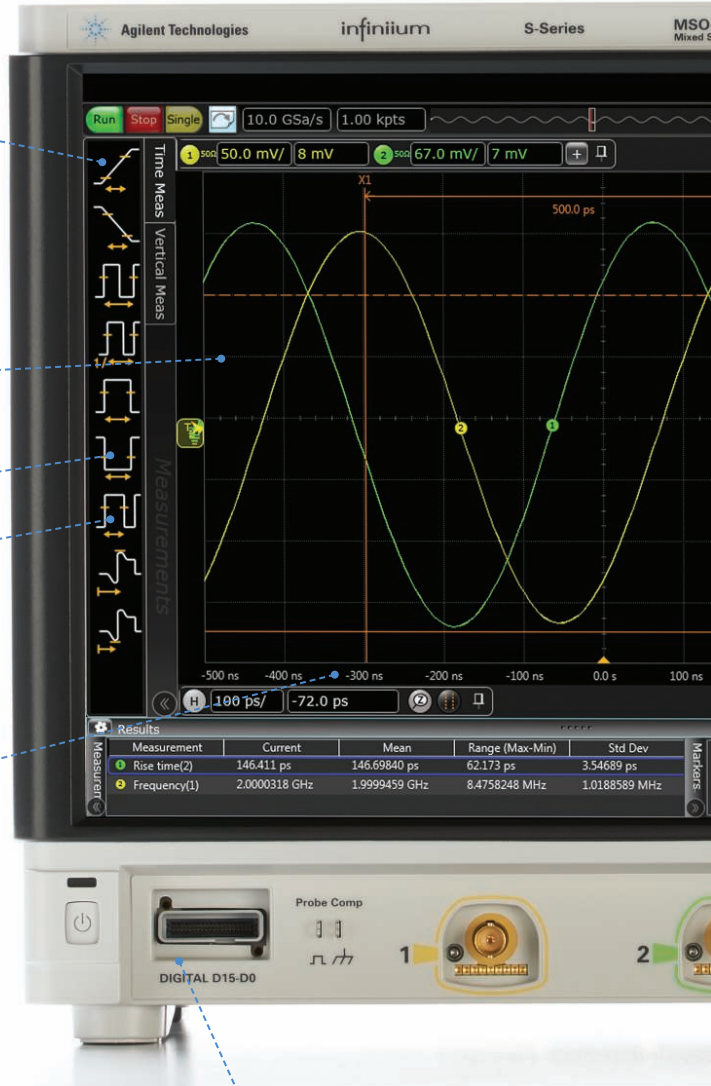 Agilent Technologies
infiniium
S-Series
MSO
Mixed S
Run Stop Single 10.0 GSa/s 1.00 kpts
1 50Ω 50.0 mV/ 8 mV 2 50Ω 67.0 mV/ 7 mV +
Time Meas
Vertical Meas
Measurements
X1
500.0 ps
1/
T
2
1
-500 ns -400 ns -300 ns -200 ns -100 ns 0.0 s 100 ns
H 100 ps/ -72.0 ps
Z
Results
Measurem
Measurement Current Mean Range (Max-Min) Std Dev
1 Rise time(2) 146.411 ps 146.69840 ps 62.173 ps 3.54689 ps
2 Frequency(1) 2.0000318 GHz 1.9999459 GHz 8.4758248 MHz 1.0188589 MHz
Markers
Probe Comp
DIGITAL D15-D0
1
2